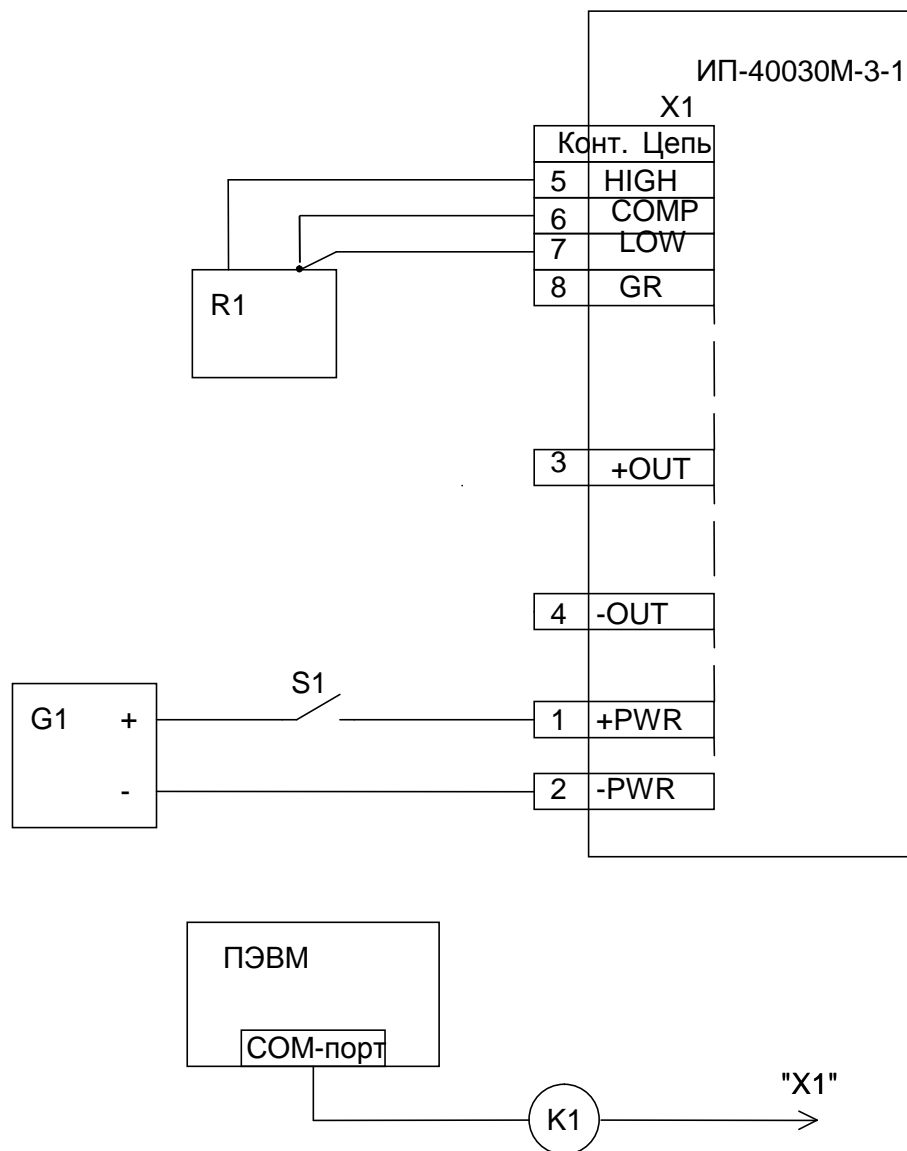 ИП-40030М-3-1
X1
Конт. Цепь
5 HIGH
6 COMP
7 LOW
8 GR
R1
3 +OUT
4 -OUT
S1
G1 +
1 +PWR
-
2 -PWR
ПЭВМ
COM-порт
"X1"
K1